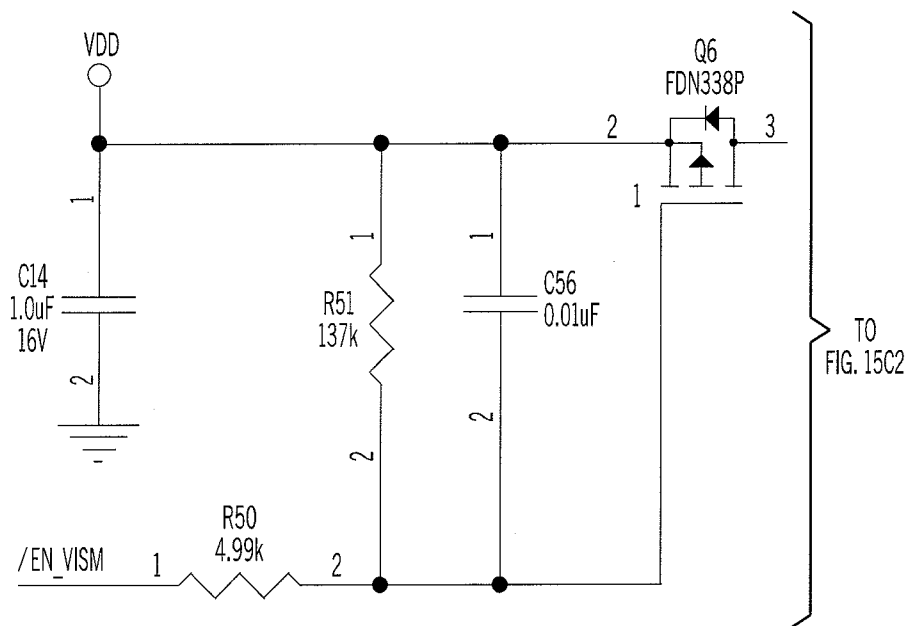 VDD
Q6
FDN338P
2
3
1
1
1
1
C14
1.0uF
16V
R51
137k
C56
0.01uF
TO
FIG. 15C2
2
2
2
/EN_VISM
1
R50
4.99k
2